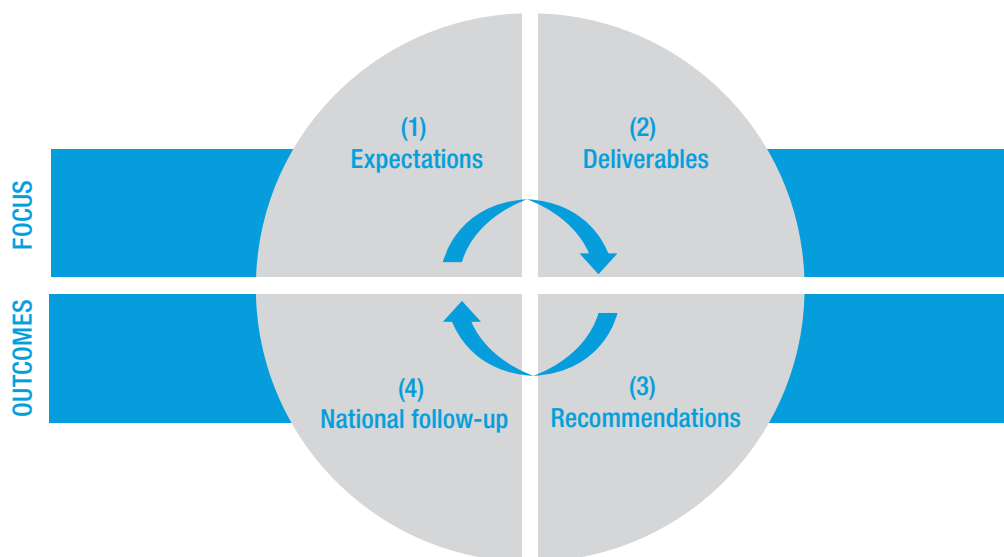 FOCUS
(1)
Expectations
(2)
Deliverables
OUTCOMES
(4)
National follow-up
(3)
Recommendations